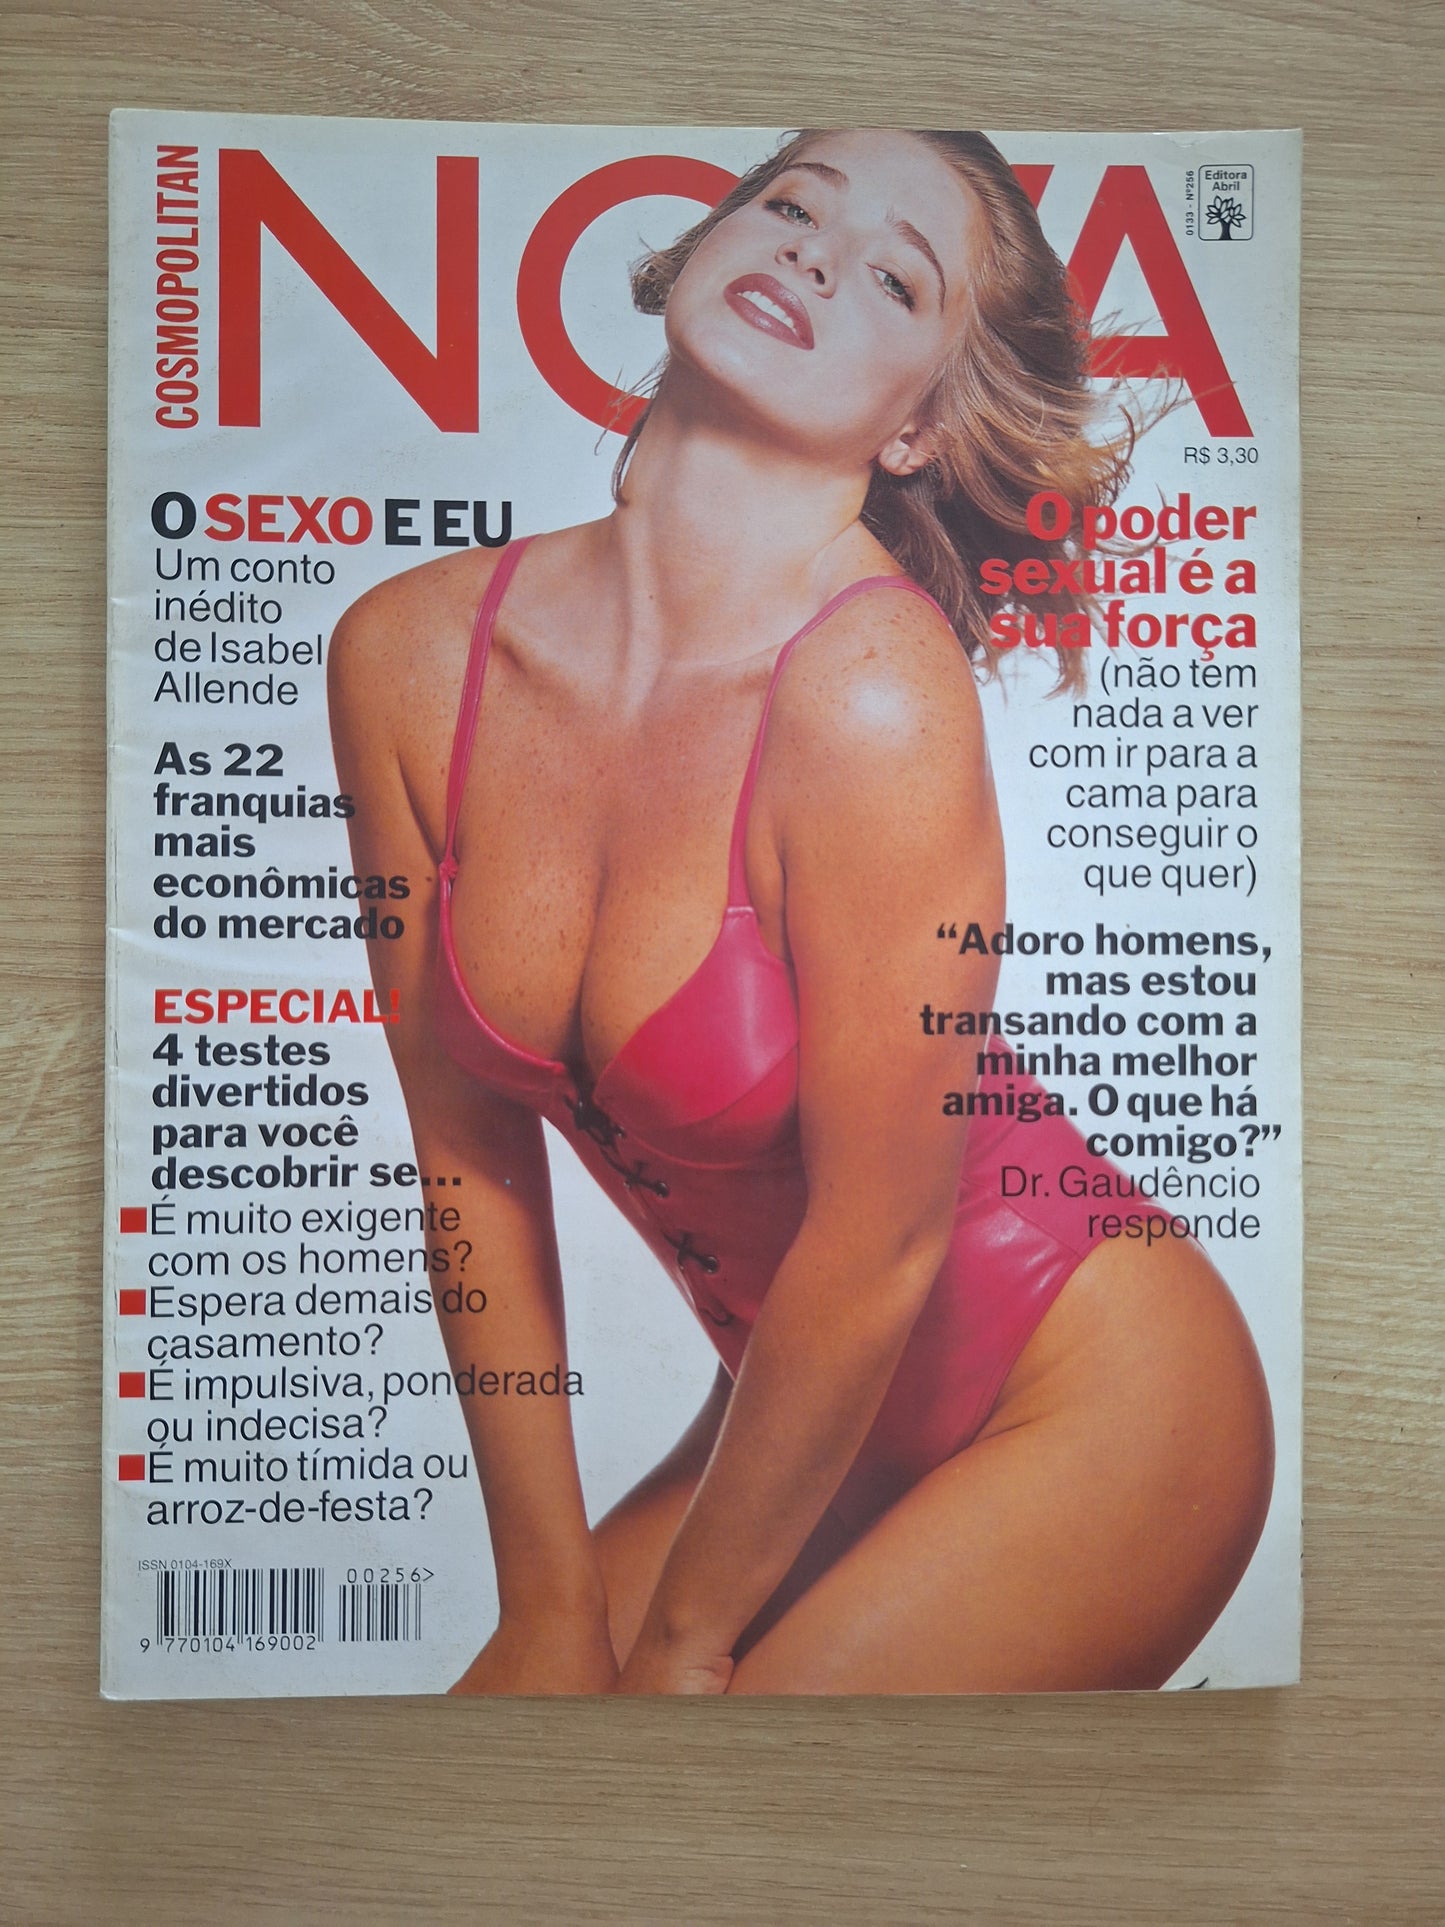 COSMOPOLITAN
NOVA
0133 - Nº256
Editora
Abril
R$ 3,30
O SEXO E EU
Um conto
inédito
de Isabel
Allende
As 22
franquias
mais
econômicas
do mercado
ESPECIAL!
4 testes
divertidos
para você
descobrir se...
É muito exigente
com os homens?
Espera demais do
casamento?
É impulsiva, ponderada
ou indecisa?
É muito tímida ou
arroz-de-festa?
O poder
sexual é a
sua força
(não tem
nada a ver
com ir para a
cama para
conseguir o
que quer)
“Adoro homens,
mas estou
transando com a
minha melhor
amiga. O que há
comigo?”
Dr. Gaudêncio
responde
ISSN 0104-169X
00256>
9 770104 169002